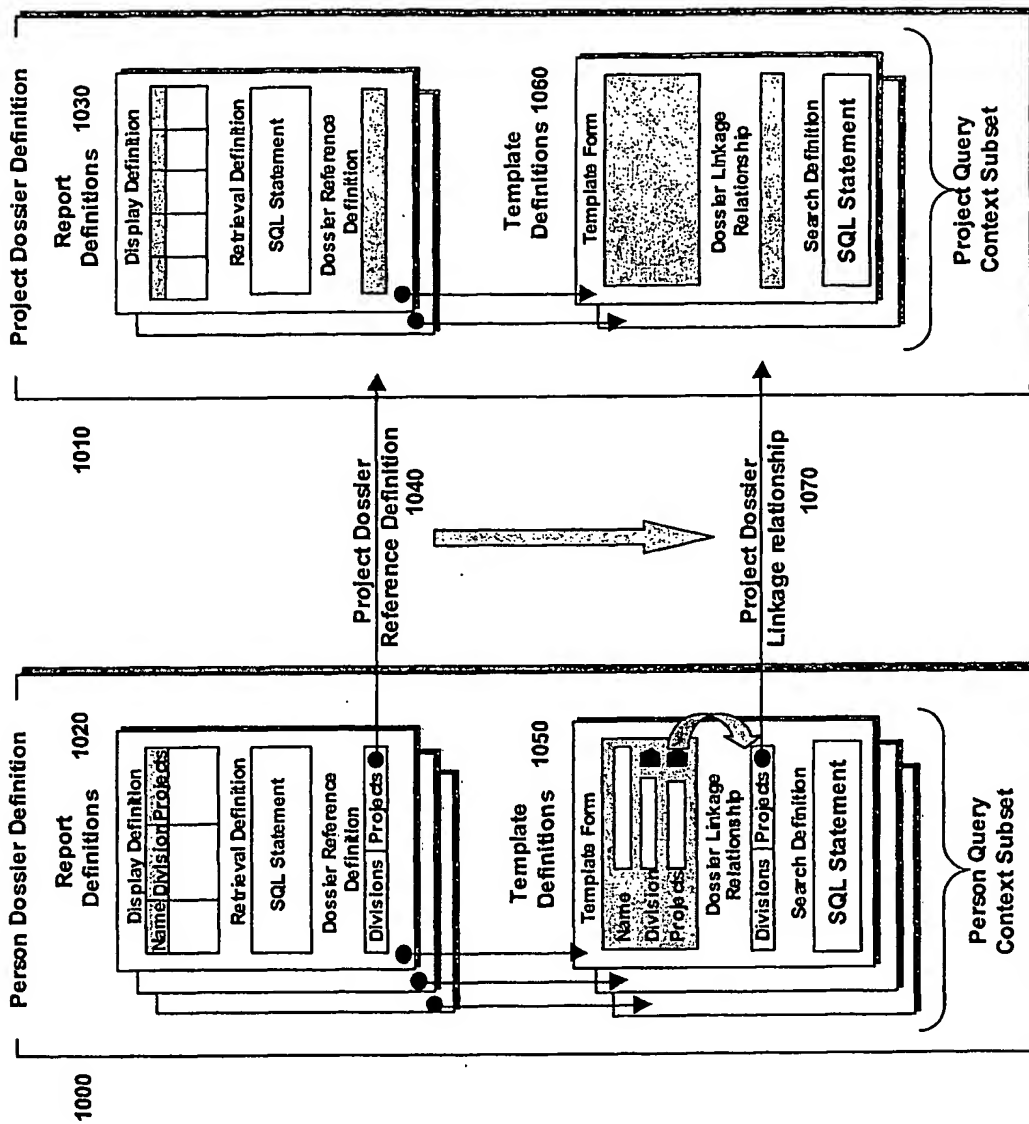 Person Dossier Definition
1000
Report
Definitions 1020
Display Definition
Name Division Projects
Retrieval Definition
SQL Statement
Dossier Reference
Definition
Divisions Projects
Template
Definitions 1050
Template Form
Name
Division
Projects
Dossier Linkage
Relationship
Divisions Projects
Search Definition
SQL Statement
Person Query
Context Subset
Project Dossier
Reference Definition
1040
Project Dossier
Linkage relationship
1070
Project Dossier Definition
1010
Report
Definitions 1030
Display Definition
Retrieval Definition
SQL Statement
Dossier Reference
Definition
Template
Definitions 1060
Template Form
Dossier Linkage
Relationship
Search Definition
SQL Statement
Project Query
Context Subset